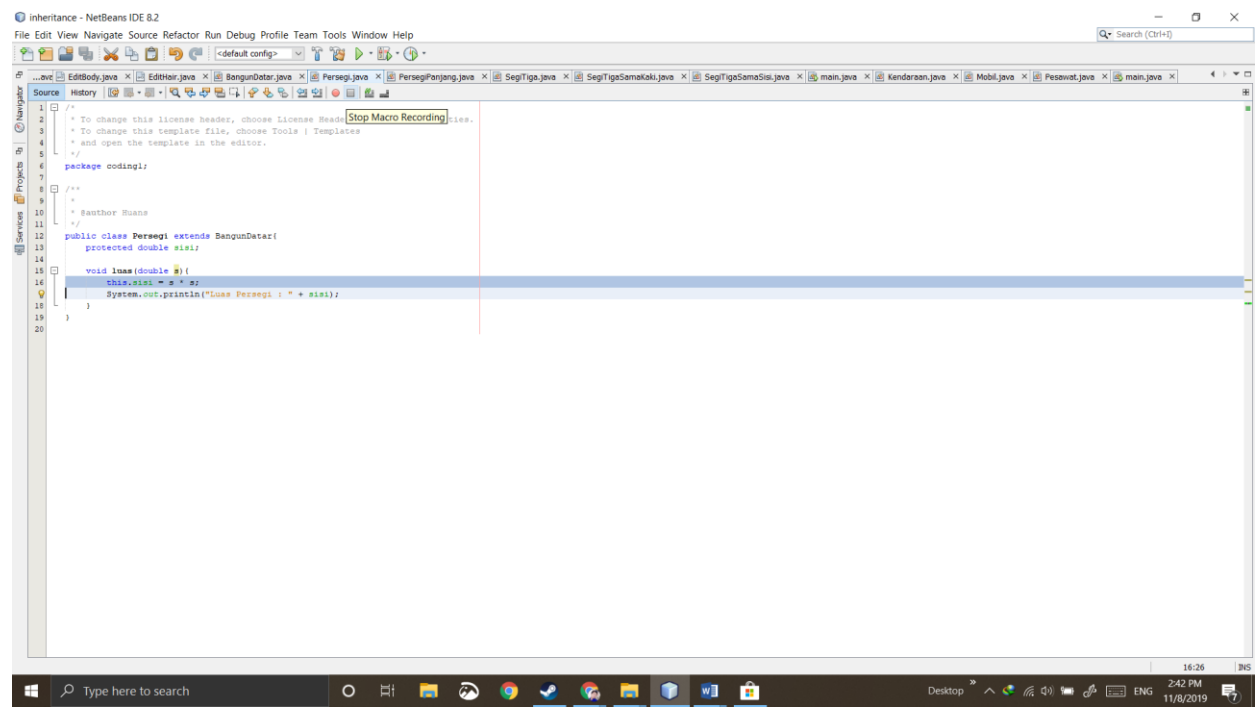 inheritance - NetBeans IDE 8.2
File Edit View Navigate Source Refactor Run Debug Profile Team Tools Window Help
Search (Ctrl+I)
<default config>
...ava EditBody.java EditHair.java BangunDatar.java Persegi.java PersegiPanjang.java SegiTiga.java SegiTigaSamaKaki.java SegiTigaSamaSisi.java main.java Kendaraan.java Mobil.java Pesawat.java main.java
Source History
Stop Macro Recording
Navigator
Projects
Services
1 /*
2 * To change this license header, choose License Heade ties.
3 * To change this template file, choose Tools | Templates
4 * and open the template in the editor.
5 */
6 package coding1;
7
8 /**
9 *
10 * @author Huans
11 */
12 public class Persegi extends BangunDatar{
13 protected double sisi;
14
15 void luas(double s){
16 this.sisi = s * s;
System.out.println("Luas Persegi : " + sisi);
18 }
19 }
20
16:26 INS
Type here to search
Desktop » ENG
2:42 PM
11/8/2019
7